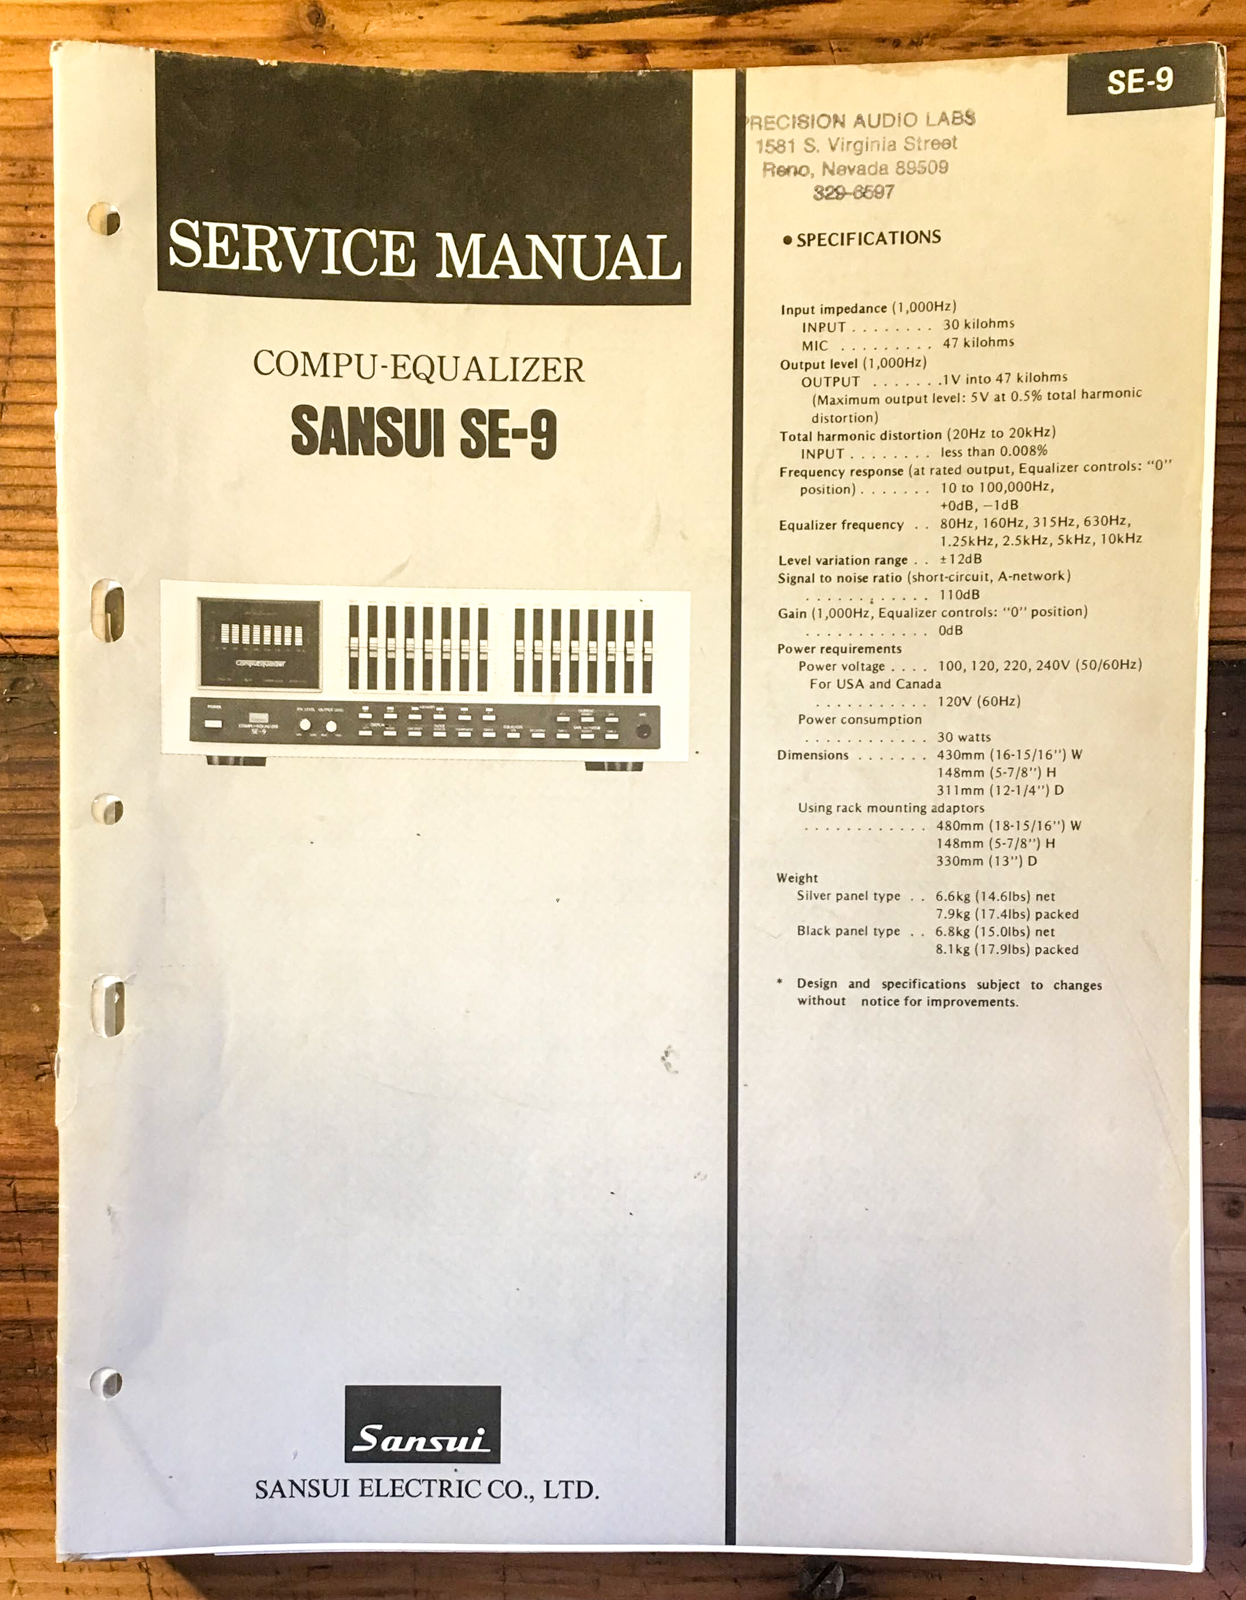 SERVICE MANUAL
COMPU-EQUALIZER
SANSUI SE-9
CompuEqualizer
POWER
COMPU-EQUALIZER
SE-9
MIC
Sansui
SANSUI ELECTRIC CO., LTD.
SE-9
PRECISION AUDIO LABS
1581 S. Virginia Street
Reno, Nevada 89509
329-6597
● SPECIFICATIONS
Input impedance (1,000Hz)
INPUT . . . . . . . . 30 kilohms
MIC . . . . . . . . . 47 kilohms
Output level (1,000Hz)
OUTPUT . . . . . . . 1V into 47 kilohms
(Maximum output level: 5V at 0.5% total harmonic
distortion)
Total harmonic distortion (20Hz to 20kHz)
INPUT . . . . . . . . less than 0.008%
Frequency response (at rated output, Equalizer controls: "0"
position) . . . . . . . 10 to 100,000Hz,
+0dB, −1dB
Equalizer frequency . . 80Hz, 160Hz, 315Hz, 630Hz,
1.25kHz, 2.5kHz, 5kHz, 10kHz
Level variation range . . ±12dB
Signal to noise ratio (short-circuit, A-network)
. . . . . . . . . . . . 110dB
Gain (1,000Hz, Equalizer controls: "0" position)
. . . . . . . . . . . . 0dB
Power requirements
Power voltage . . . . 100, 120, 220, 240V (50/60Hz)
For USA and Canada
. . . . . . . . . . . 120V (60Hz)
Power consumption
. . . . . . . . . . . . 30 watts
Dimensions . . . . . . . 430mm (16-15/16") W
148mm (5-7/8") H
311mm (12-1/4") D
Using rack mounting adaptors
. . . . . . . . . . . . 480mm (18-15/16") W
148mm (5-7/8") H
330mm (13") D
Weight
Silver panel type . . 6.6kg (14.6lbs) net
7.9kg (17.4lbs) packed
Black panel type . . 6.8kg (15.0lbs) net
8.1kg (17.9lbs) packed
* Design and specifications subject to changes
without notice for improvements.